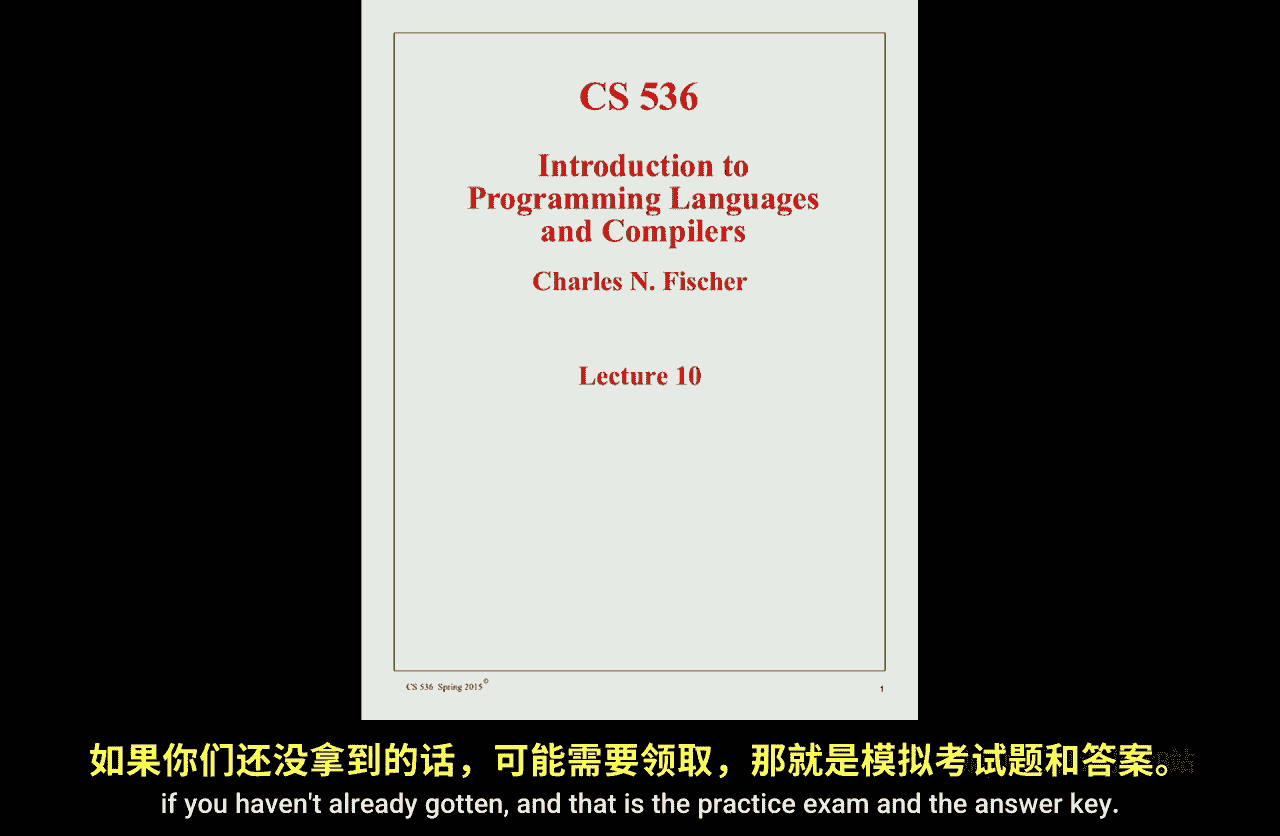 CS 536
Introduction to
Programming Languages
and Compilers
Charles N. Fischer
Lecture 10
CS 536 Spring 2015©
1
如果你们还没拿到的话，可能需要领取，那就是模拟考试题和答案。
if you haven't already gotten, and that is the practice exam and the answer key.